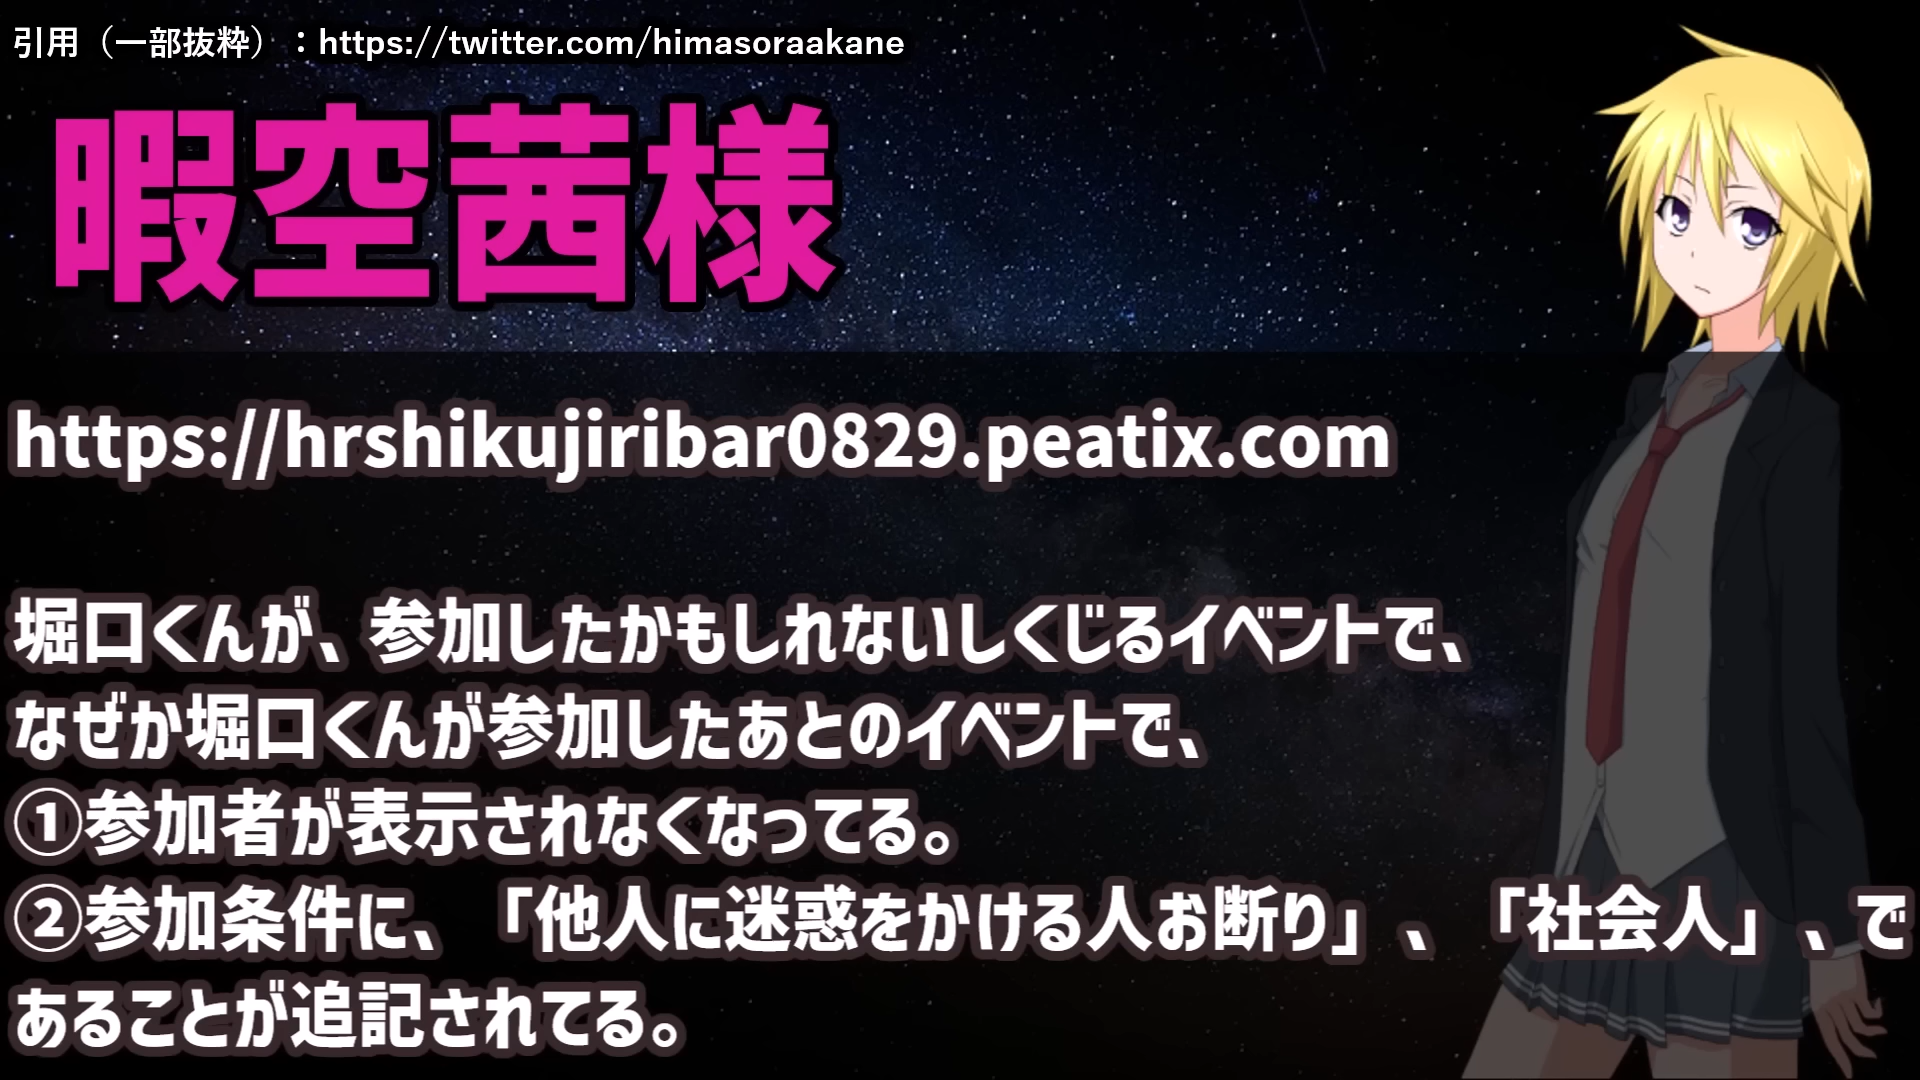 引用（一部抜粋）：https://twitter.com/himasoraakane
暇空茜様
https://hrshikujiribar0829.peatix.com
堀口くんが、参加したかもしれないしくじるイベントで、
なぜか堀口くんが参加したあとのイベントで、
①参加者が表示されなくなってる。
②参加条件に、「他人に迷惑をかける人お断り」、「社会人」、で
あることが追記されてる。